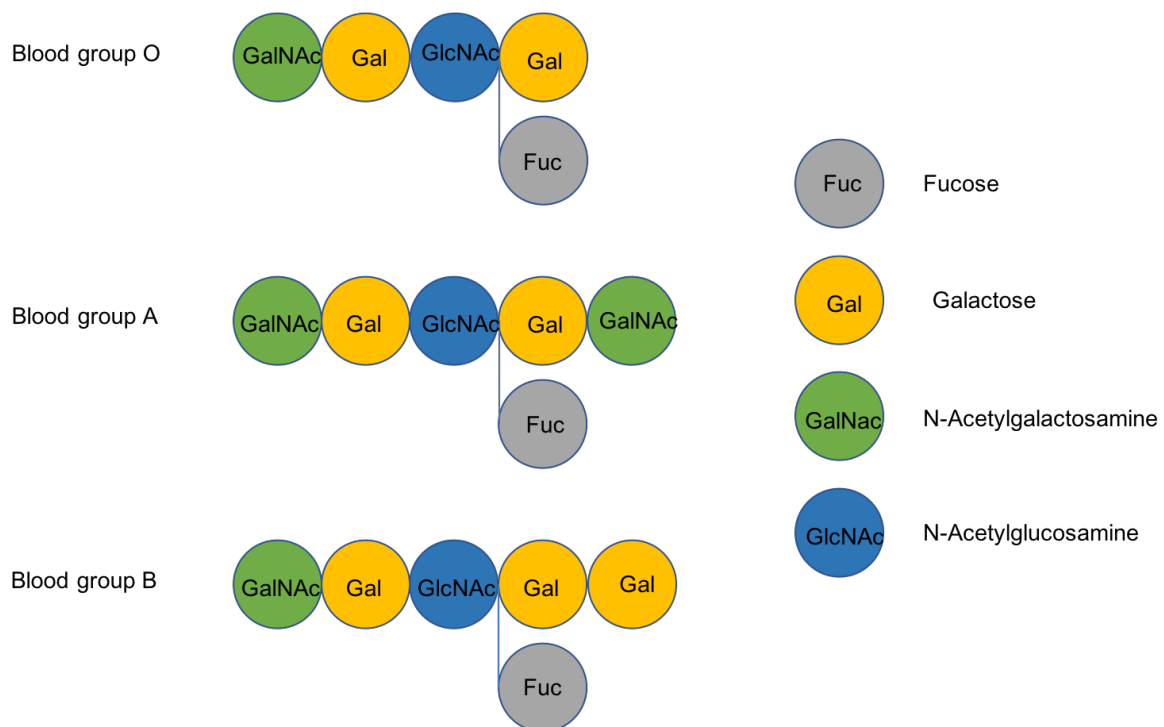 Blood group O
GalNAc Gal GlcNAc Gal
Fuc
Blood group A
GalNAc Gal GlcNAc Gal GalNAc
Fuc
Blood group B
GalNAc Gal GlcNAc Gal Gal
Fuc
Fuc Fucose
Gal Galactose
GalNac N-Acetylgalactosamine
GlcNAc N-Acetylglucosamine